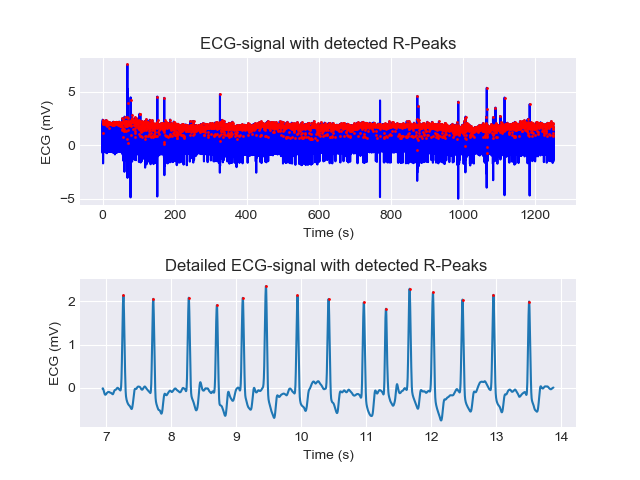 ECG-signal with detected R-Peaks
5
0
−5
ECG (mV)
0 200 400 600 800 1000 1200
Time (s)
Detailed ECG-signal with detected R-Peaks
2
1
0
ECG (mV)
7 8 9 10 11 12 13 14
Time (s)